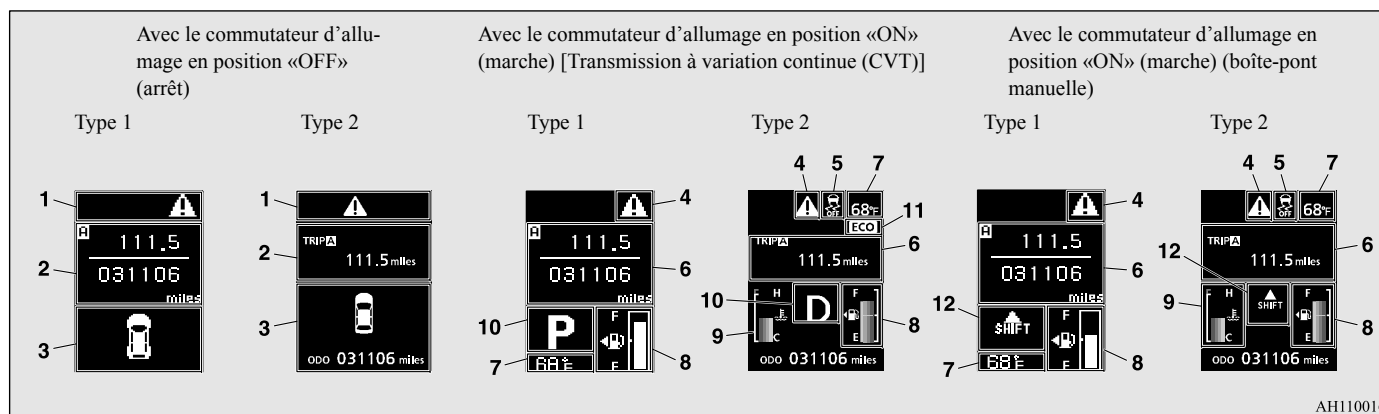 Avec le commutateur d’allu-
mage en position «OFF»
(arrêt)
Avec le commutateur d’allumage en position «ON»
(marche) [Transmission à variation continue (CVT)]
Avec le commutateur d’allumage en
position «ON» (marche) (boîte-pont
manuelle)
Type 1
Type 2
Type 1
Type 2
Type 1
Type 2
1
A
111.5
2
031106
miles
3
1
TRIP A
2
111.5 miles
3
ODO 031106 miles
4
A
111.5
031106
6
miles
10
P
F
8
7
4
5
7
OFF
68°F
11
ECO
6
TRIP A
111.5 miles
10
D
F
H
F
9
8
C
E
ODO 031106 miles
4
A
111.5
031106
6
miles
12
SHIFT
F
8
7
68°F
4
5
7
OFF
68°F
TRIP A
6
111.5 miles
12
SHIFT
F
H
F
9
8
C
E
ODO 031106 miles